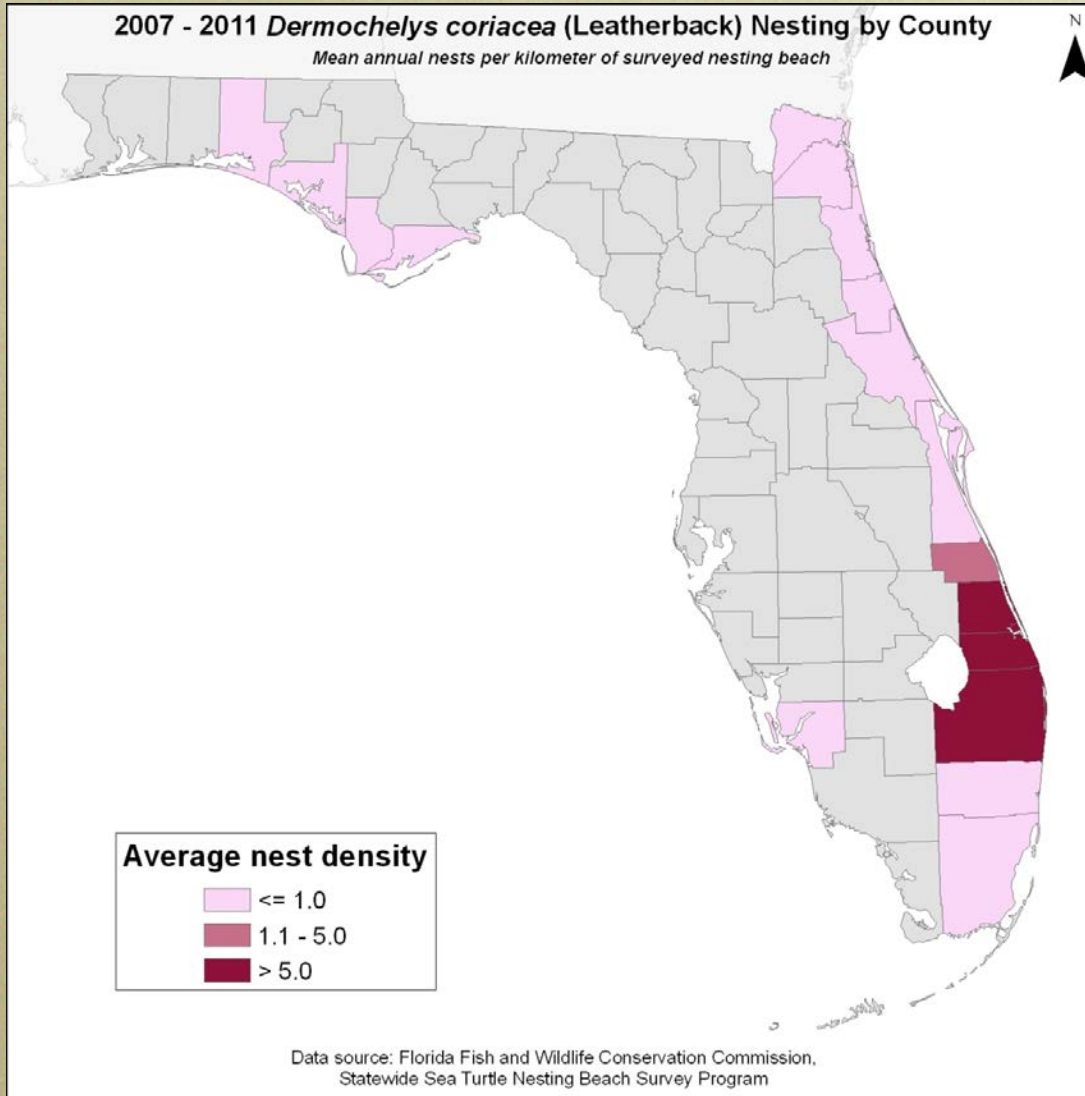 2007 - 2011 Dermochelys coriacea (Leatherback) Nesting by County
Mean annual nests per kilometer of surveyed nesting beach
N
Average nest density
<= 1.0
1.1 - 5.0
> 5.0
Data source: Florida Fish and Wildlife Conservation Commission,
Statewide Sea Turtle Nesting Beach Survey Program